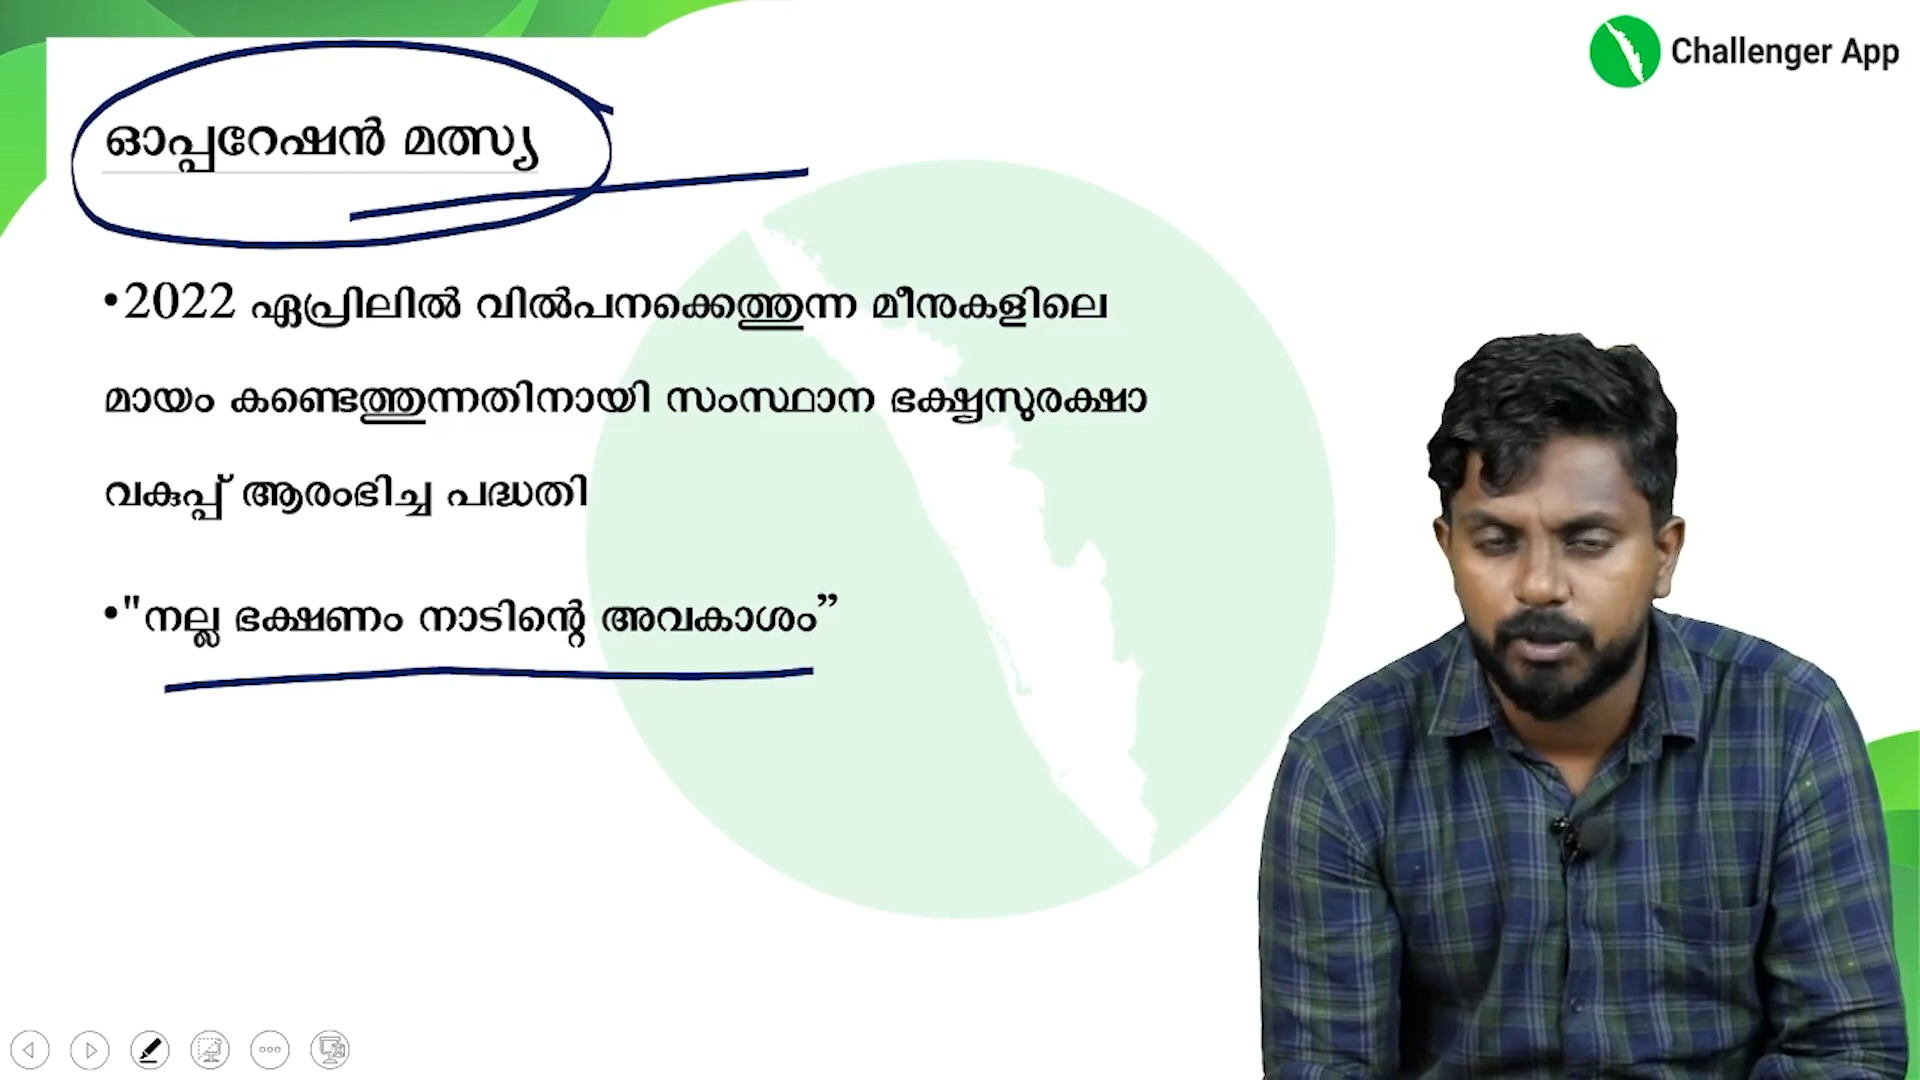 Challenger App
ഓപ്പറേഷൻ മത്സ്യ
•2022 ഏപ്രിലിൽ വിൽപനക്കെത്തുന്ന മീനുകളിലെ
മായം കണ്ടെത്തുന്നതിനായി സംസ്ഥാന ഭക്ഷ്യസുരക്ഷാ
വകുപ്പ് ആരംഭിച്ച പദ്ധതി
•"നല്ല ഭക്ഷണം നാടിന്റെ അവകാശം”